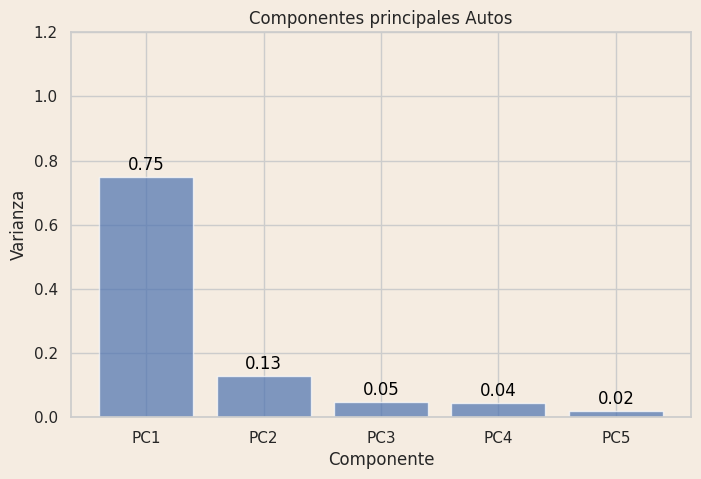 Componentes principales Autos
1.2
1.0
0.8
0.6
0.4
0.2
0.0
Varianza
0.75
0.13
0.05
0.04
0.02
PC1
PC2
PC3
PC4
PC5
Componente